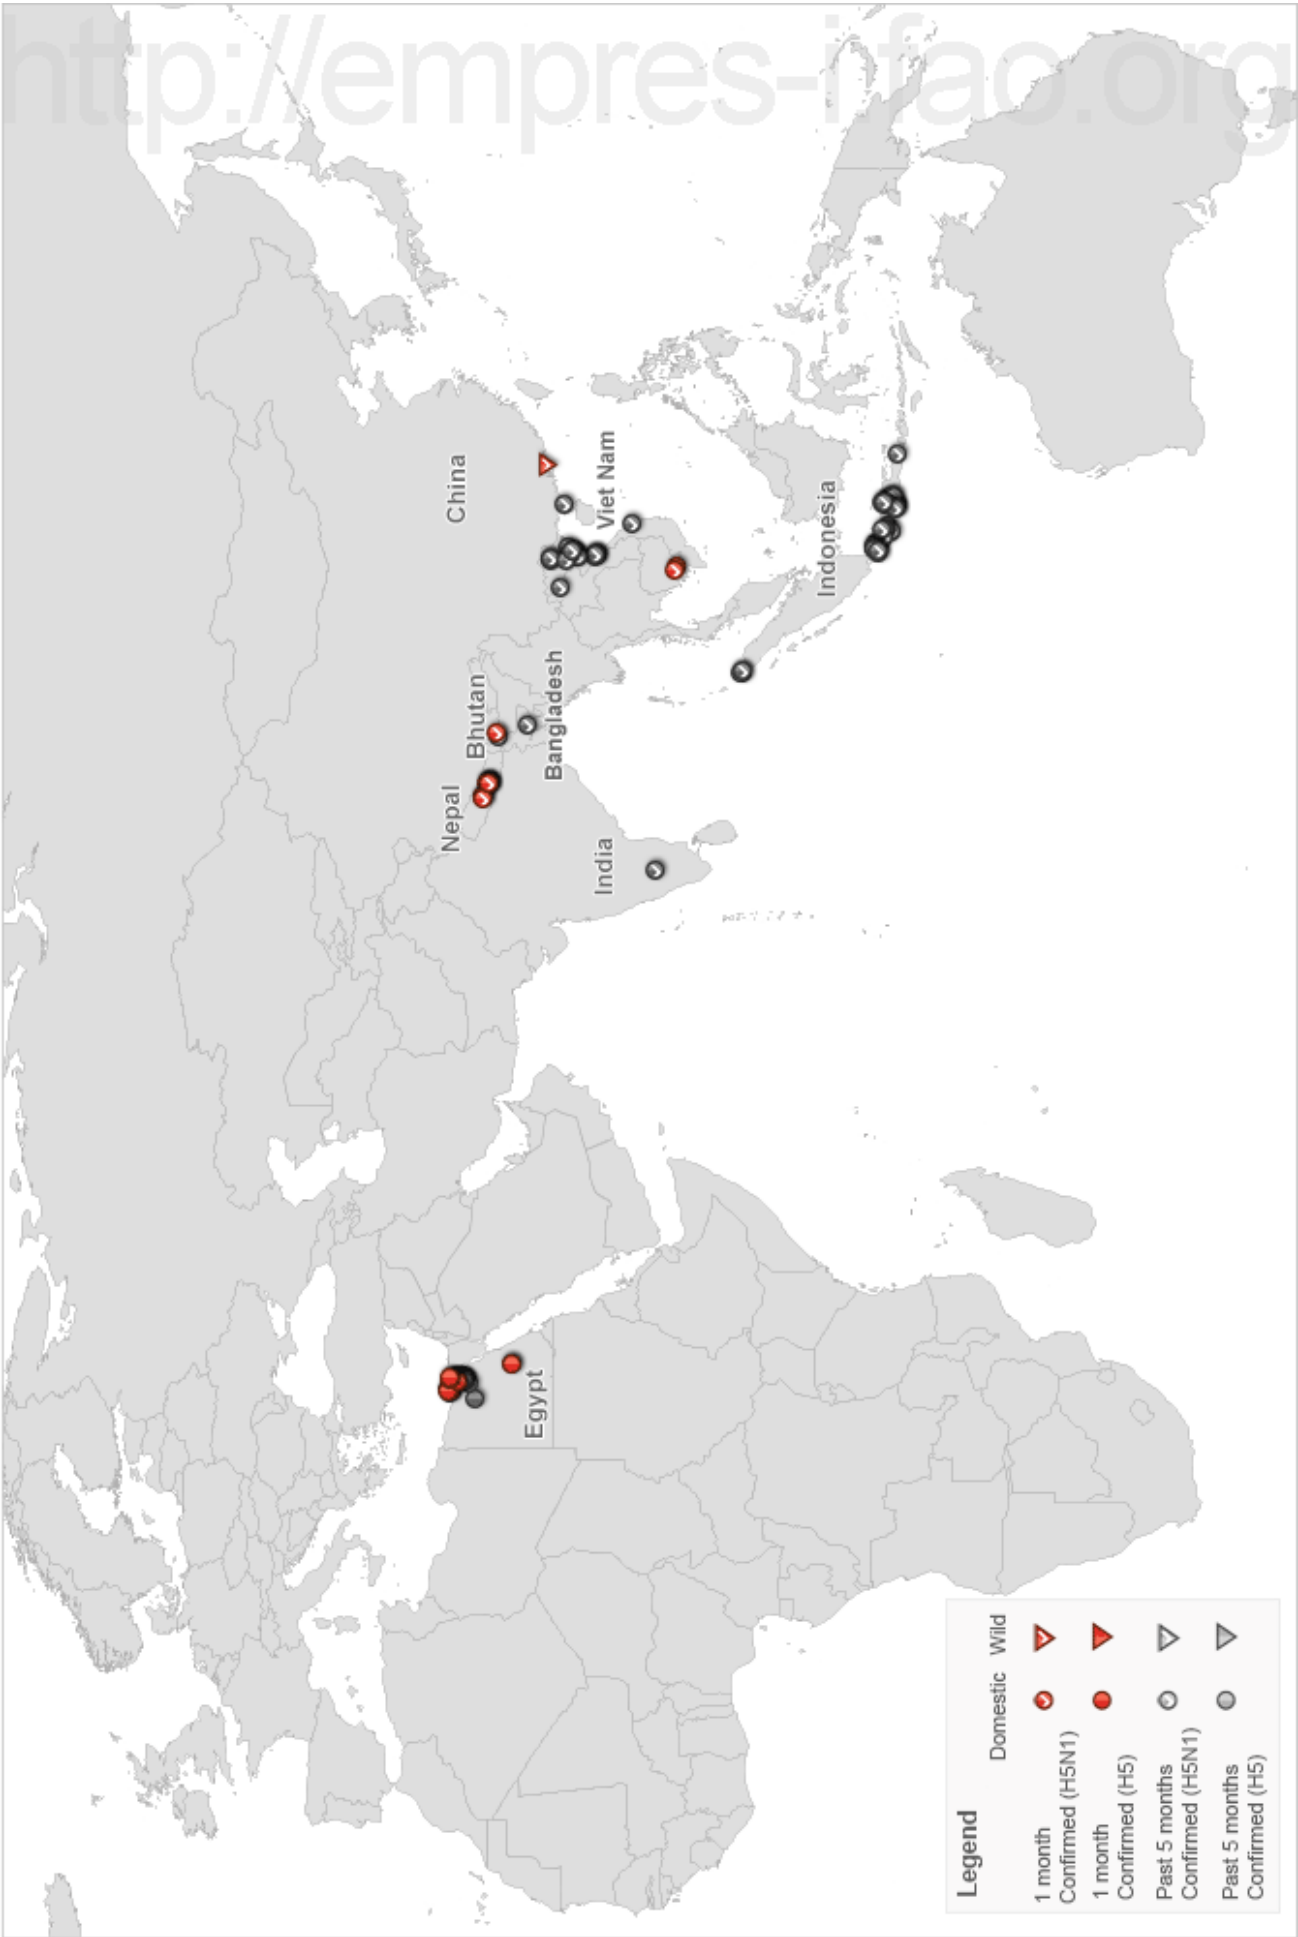 http://empres-i.fao.org
China
Viet Nam
Indonesia
Bhutan
Bangladesh
Nepal
India
Egypt
Legend
Domestic Wild
1 month
Confirmed (H5N1)
1 month
Confirmed (H5)
Past 5 months
Confirmed (H5N1)
Past 5 months
Confirmed (H5)